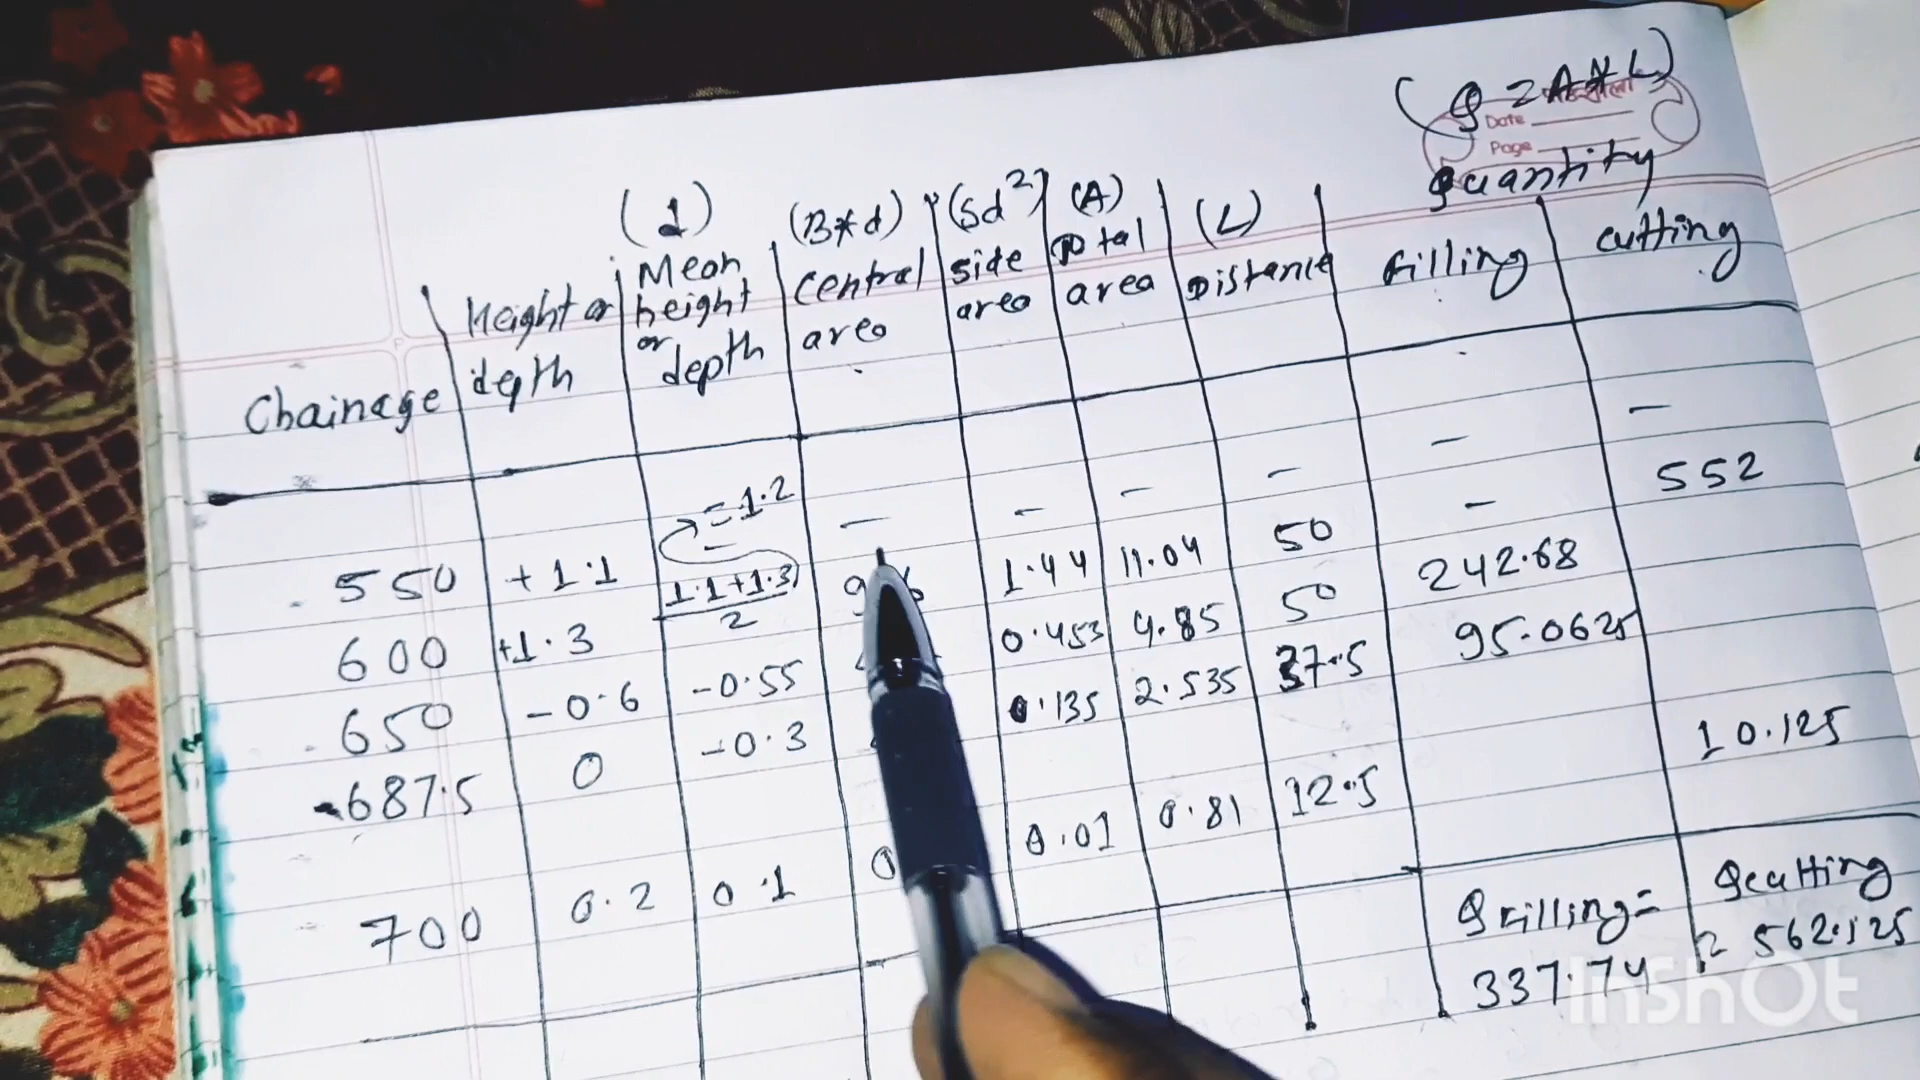 (Q = A * L)
Date
Page
Quantity
(d) (B*d) (Sd²) (A) (L)
Chainage Height or depth Mean height or depth central area side area Total area Distance filling cutting
= 1.2
550 +1.1 - - - - - - -
600 +1.3 1.1+1.3/2 1.44 11.04 50 - 552
650 -0.6 -0.55 0.453 4.85 50 242.68
687.5 0 -0.3 0.135 2.535 37.5 95.0625
700 0.2 0.1 0.01 0.81 12.5 10.125
Qfilling = 337.74
Qcutting = 562.125
InShOt